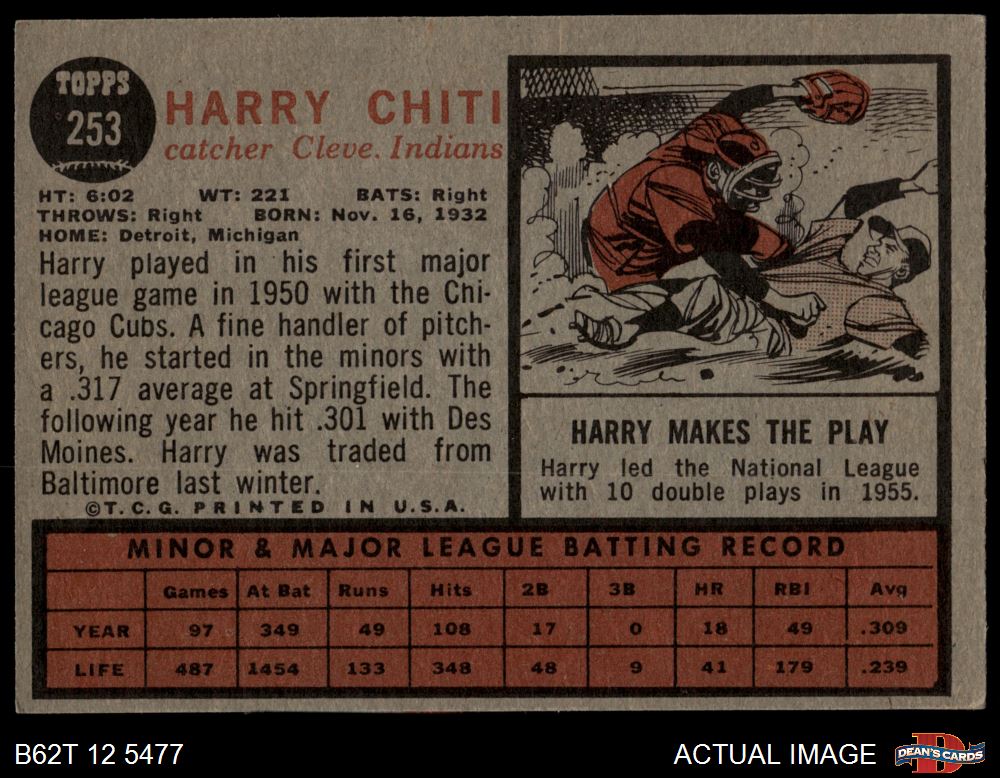 TOPPS
253
HARRY CHITI
catcher Cleve. Indians
HT: 6:02 WT: 221 BATS: Right
THROWS: Right BORN: Nov. 16, 1932
HOME: Detroit, Michigan
Harry played in his first major
league game in 1950 with the Chi-
cago Cubs. A fine handler of pitch-
ers, he started in the minors with
a .317 average at Springfield. The
following year he hit .301 with Des
Moines. Harry was traded from
Baltimore last winter.
©T.C.G. PRINTED IN U.S.A.
HARRY MAKES THE PLAY
Harry led the National League
with 10 double plays in 1955.
MINOR & MAJOR LEAGUE BATTING RECORD
Games At Bat Runs Hits 2B 3B HR RBI Avg
YEAR 97 349 49 108 17 0 18 49 .309
LIFE 487 1454 133 348 48 9 41 179 .239
B62T 12 5477
ACTUAL IMAGE
D
DEAN'S CARDS